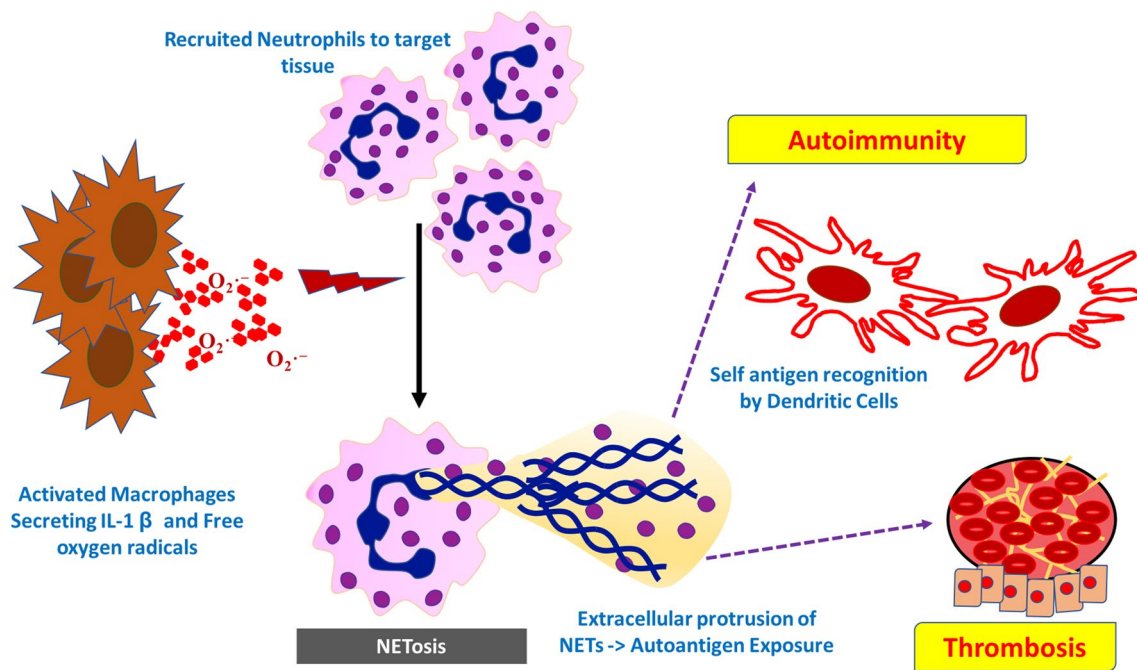 Recruited Neutrophils to target
tissue
Autoimmunity
O₂·⁻
O₂·⁻
O₂·⁻
Self antigen recognition
by Dendritic Cells
Activated Macrophages
Secreting IL-1 β and Free
oxygen radicals
NETosis
Extracellular protrusion of
NETs -> Autoantigen Exposure
Thrombosis